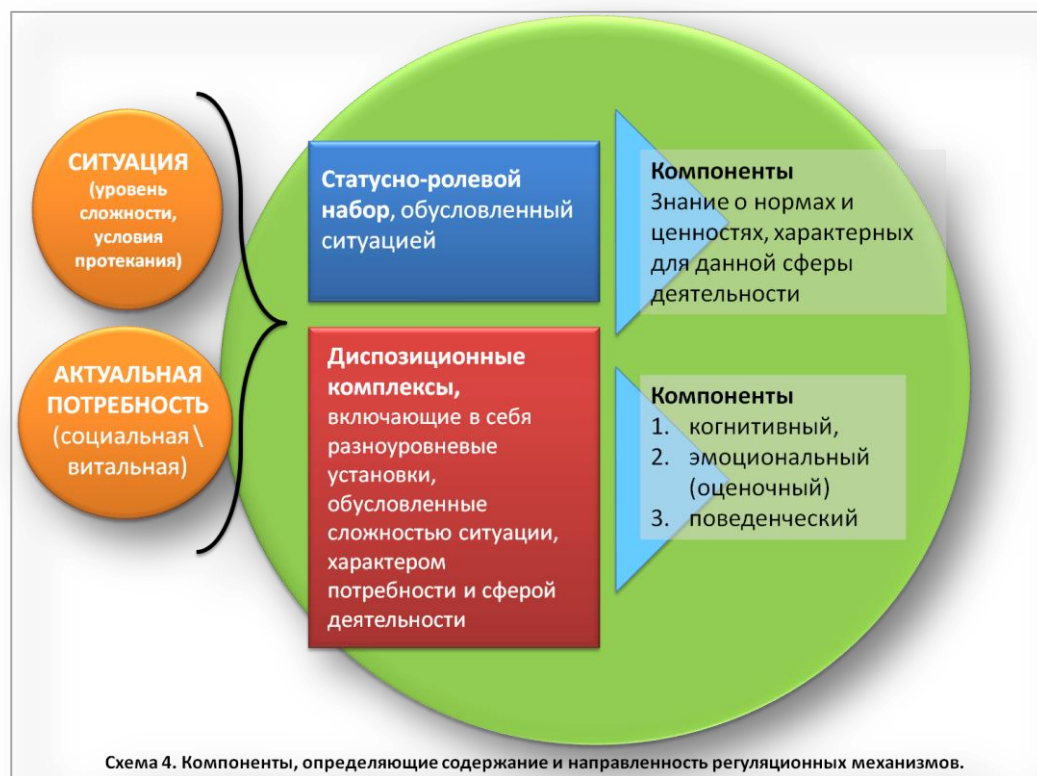 СИТУАЦИЯ
(уровень
сложности,
условия
протекания)
АКТУАЛЬНАЯ
ПОТРЕБНОСТЬ
(социальная \
витальная)
Статусно-ролевой
набор, обусловленный
ситуацией
Компоненты
Знание о нормах и
ценностях, характерных
для данной сферы
деятельности
Диспозиционные
комплексы,
включающие в себя
разноуровневые
установки,
обусловленные
сложностью ситуации,
характером
потребности и сферой
деятельности
Компоненты
1. когнитивный,
2. эмоциональный
(оценочный)
3. поведенческий
Схема 4. Компоненты, определяющие содержание и направленность регуляционных механизмов.